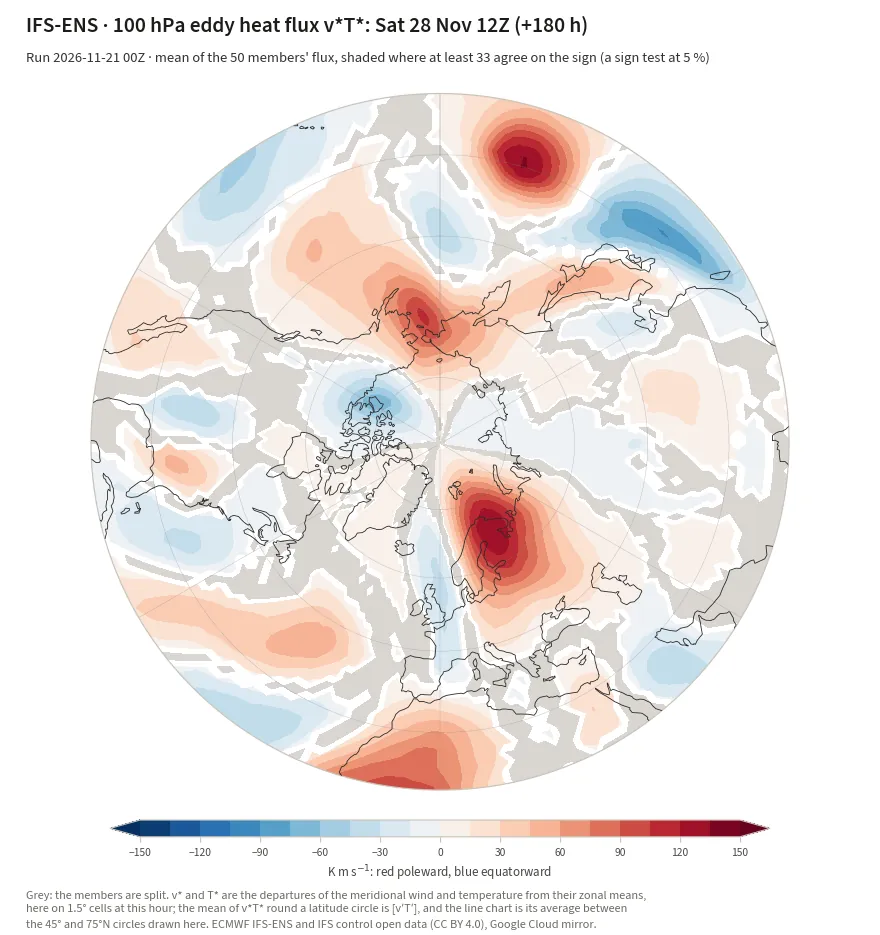 IFS-ENS · 100 hPa eddy heat flux v*T*: Sat 28 Nov 12Z (+180 h)
Run 2026-11-21 00Z · mean of the 50 members' flux, shaded where at least 33 agree on the sign (a sign test at 5 %)
−150 −120 −90 −60 −30 0 30 60 90 120 150
K m s⁻¹: red poleward, blue equatorward
Grey: the members are split. v* and T* are the departures of the meridional wind and temperature from their zonal means,
here on 1.5° cells at this hour; the mean of v*T* round a latitude circle is [v'T'], and the line chart is its average between
the 45° and 75°N circles drawn here. ECMWF IFS-ENS and IFS control open data (CC BY 4.0), Google Cloud mirror.